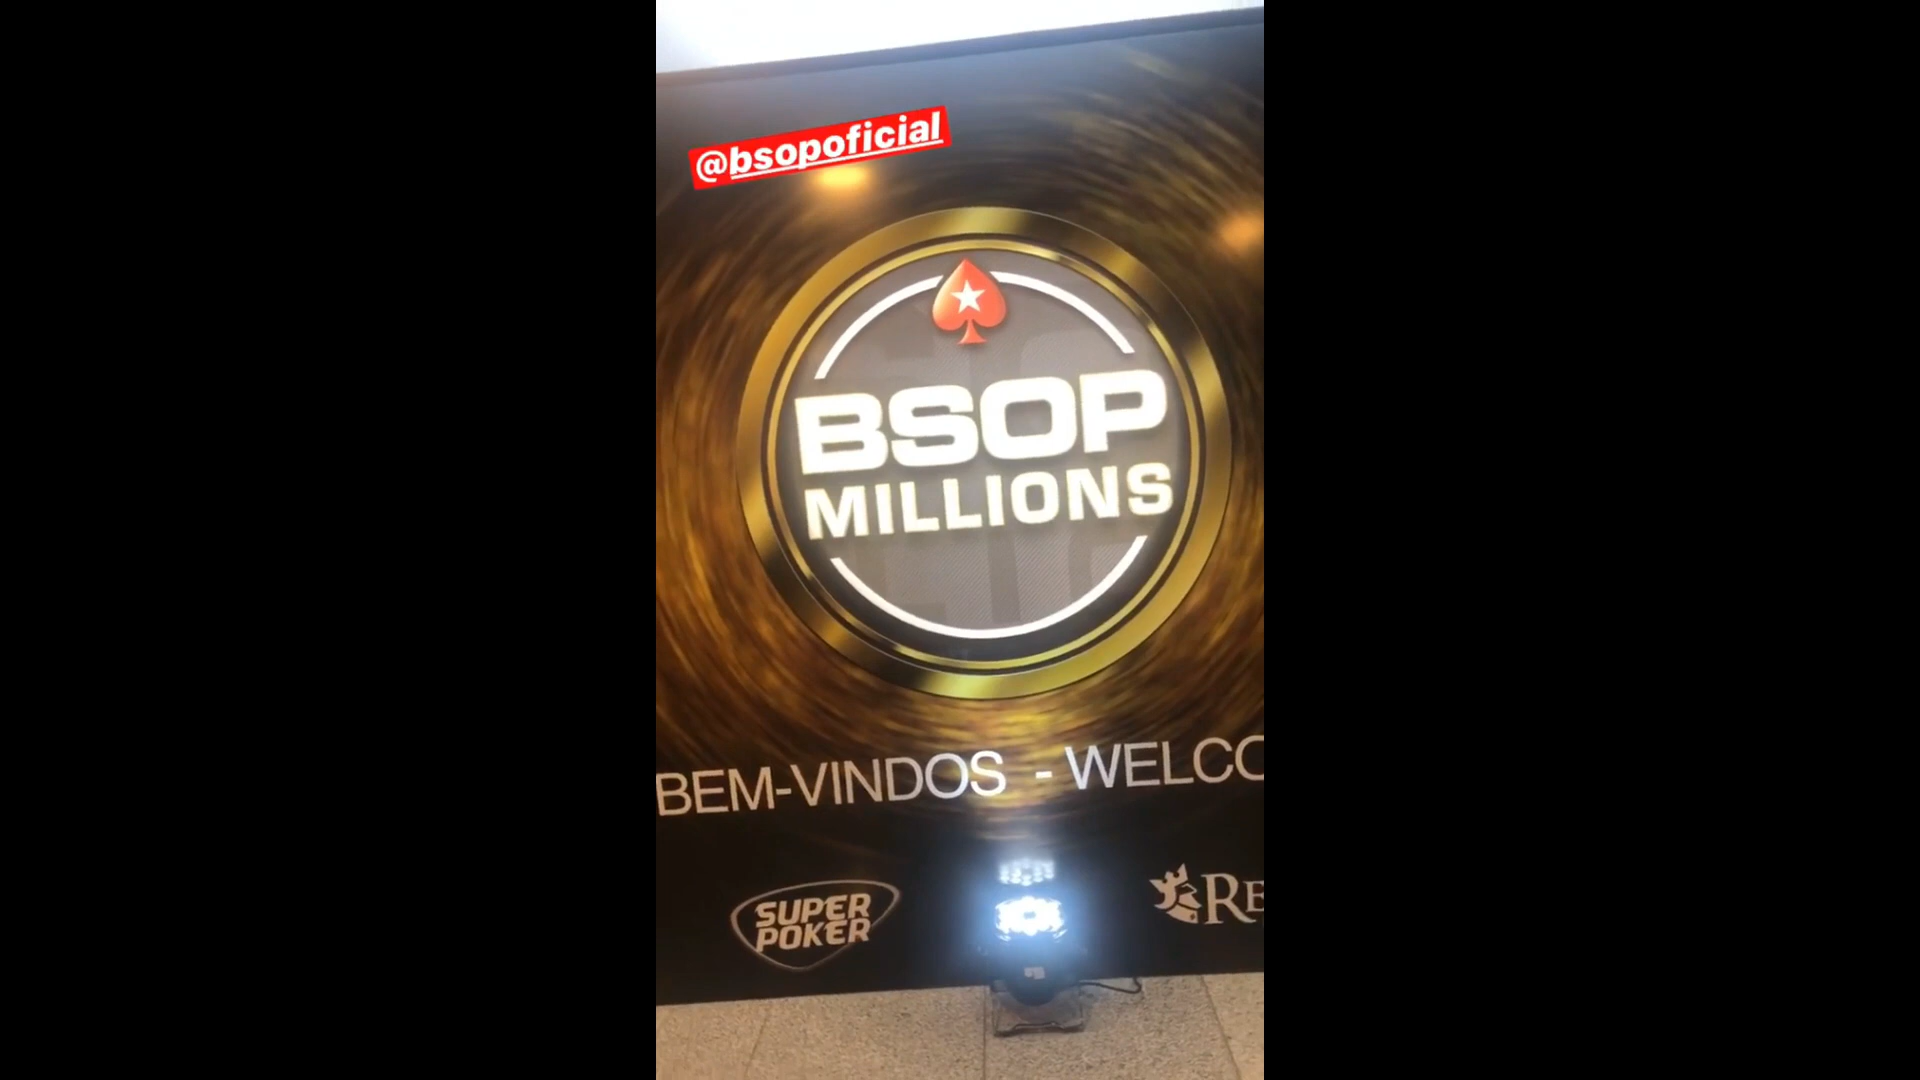 @bsopoficial
BSOP
MILLIONS
BEM-VINDOS - WELCO
SUPER
POKER
RE